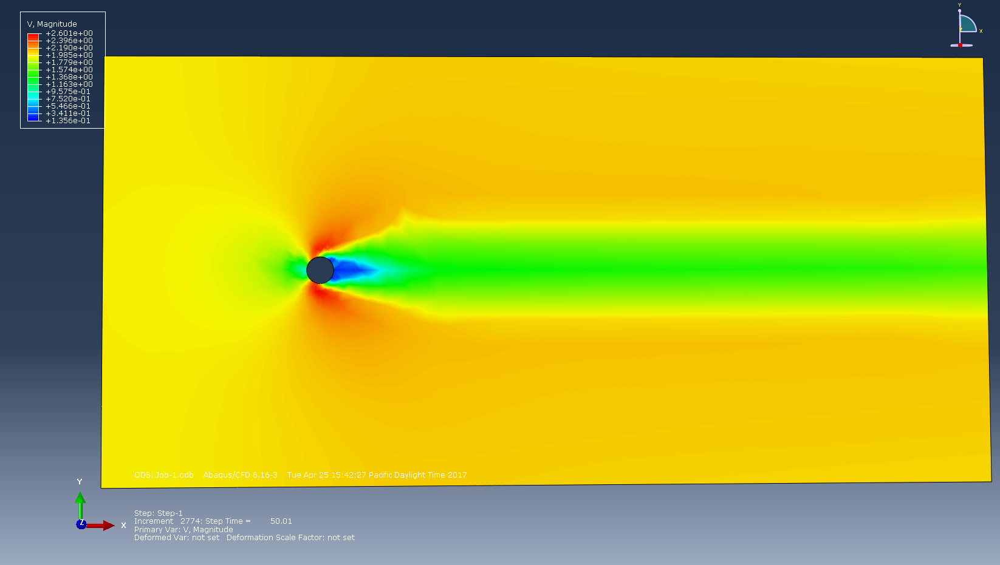 V, Magnitude
+2.601e+00
+2.396e+00
+2.190e+00
+1.985e+00
+1.779e+00
+1.574e+00
+1.368e+00
+1.163e+00
+9.575e-01
+7.520e-01
+5.466e-01
+3.411e-01
+1.356e-01
Y
X
Z
ODB: Job-1.odb    Abaqus/CFD 6.16-3    Tue Apr 25 15:42:27 Pacific Daylight Time 2017
Y
Z
X
Step: Step-1
Increment   2774: Step Time =     50.01
Primary Var: V, Magnitude
Deformed Var: not set   Deformation Scale Factor: not set